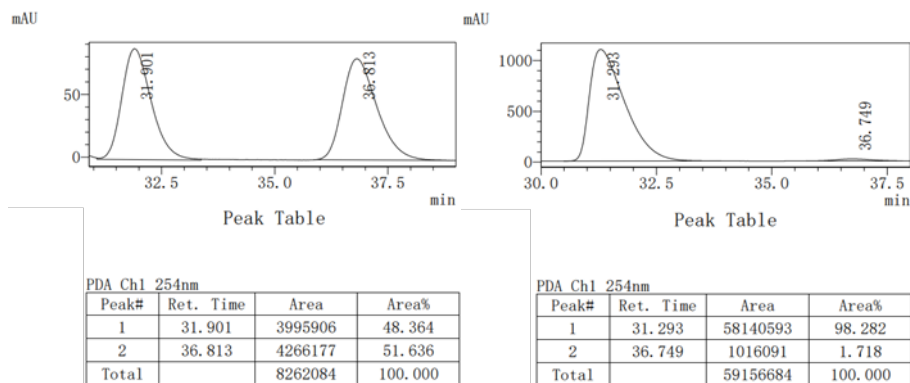 mAU
50
0
31.901
36.813
32.5 35.0 37.5
min
Peak Table
PDA Ch1 254nm
Peak# Ret. Time Area Area%
1 31.901 3995906 48.364
2 36.813 4266177 51.636
Total 8262084 100.000
mAU
1000
500
0
31.293
36.749
30.0 32.5 35.0 37.5
min
Peak Table
PDA Ch1 254nm
Peak# Ret. Time Area Area%
1 31.293 58140593 98.282
2 36.749 1016091 1.718
Total 59156684 100.000